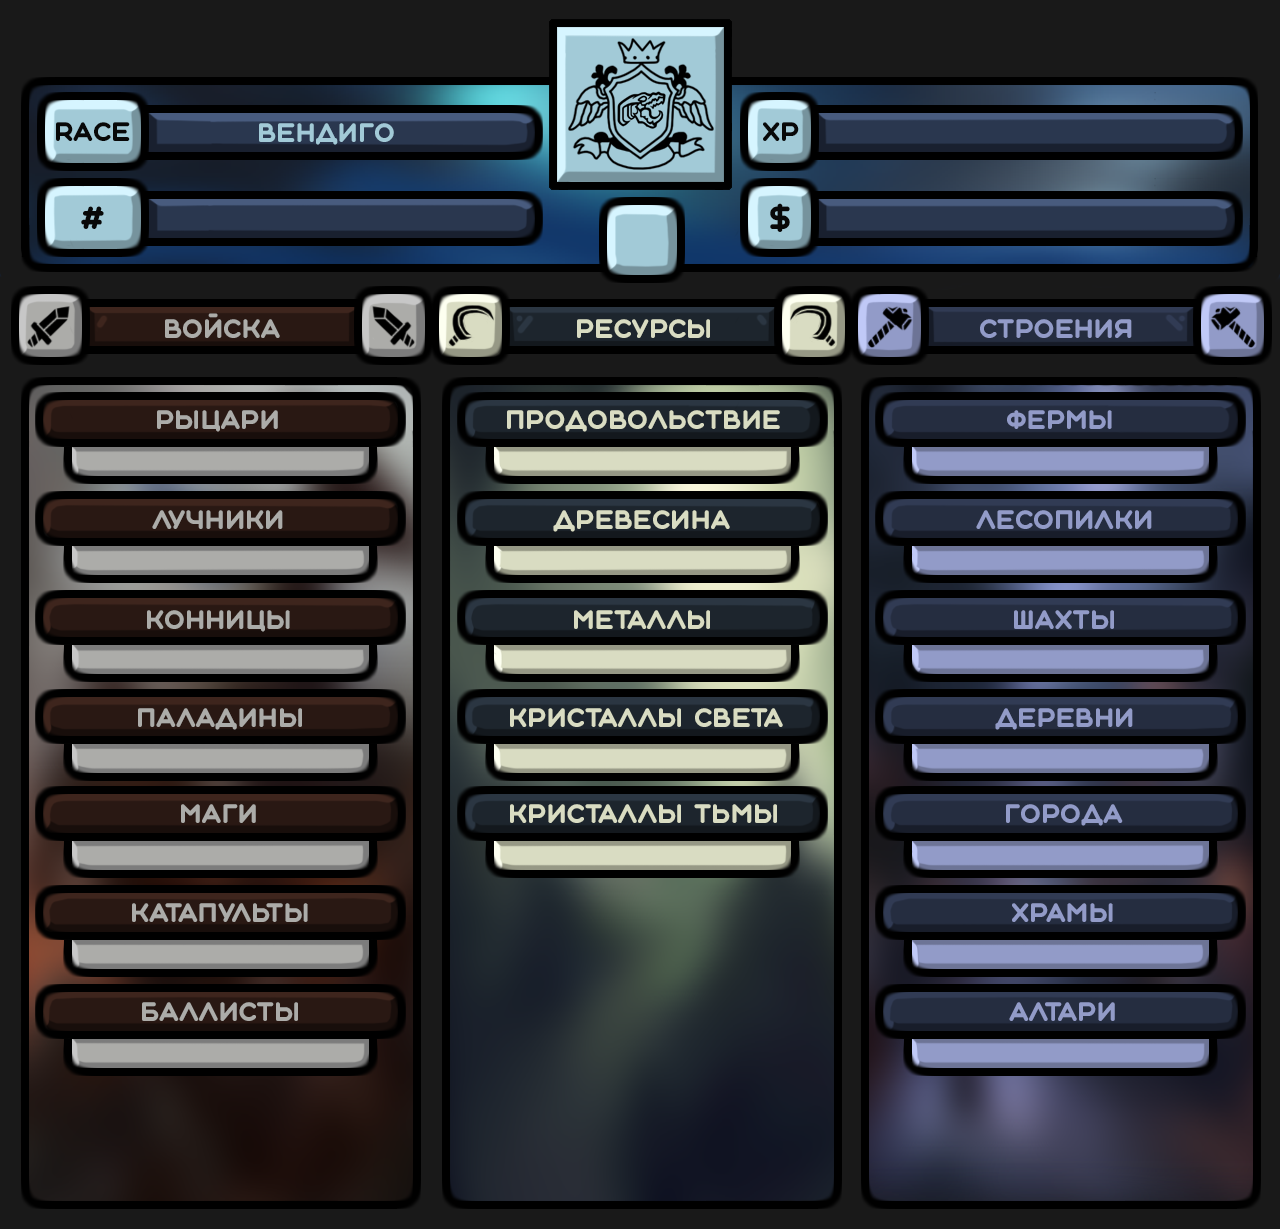 RACE
ВЕНДИГО
XP
#
$
ВОЙСКА
РЕСУРСЫ
СТРОЕНИЯ
РЫЦАРИ
ЛУЧНИКИ
КОННИЦЫ
ПАЛАДИНЫ
МАГИ
КАТАПУЛЬТЫ
БАЛЛИСТЫ
ПРОДОВОЛЬСТВИЕ
ДРЕВЕСИНА
МЕТАЛЛЫ
КРИСТАЛЛЫ СВЕТА
КРИСТАЛЛЫ ТЬМЫ
ФЕРМЫ
ЛЕСОПИЛКИ
ШАХТЫ
ДЕРЕВНИ
ГОРОДА
ХРАМЫ
АЛТАРИ